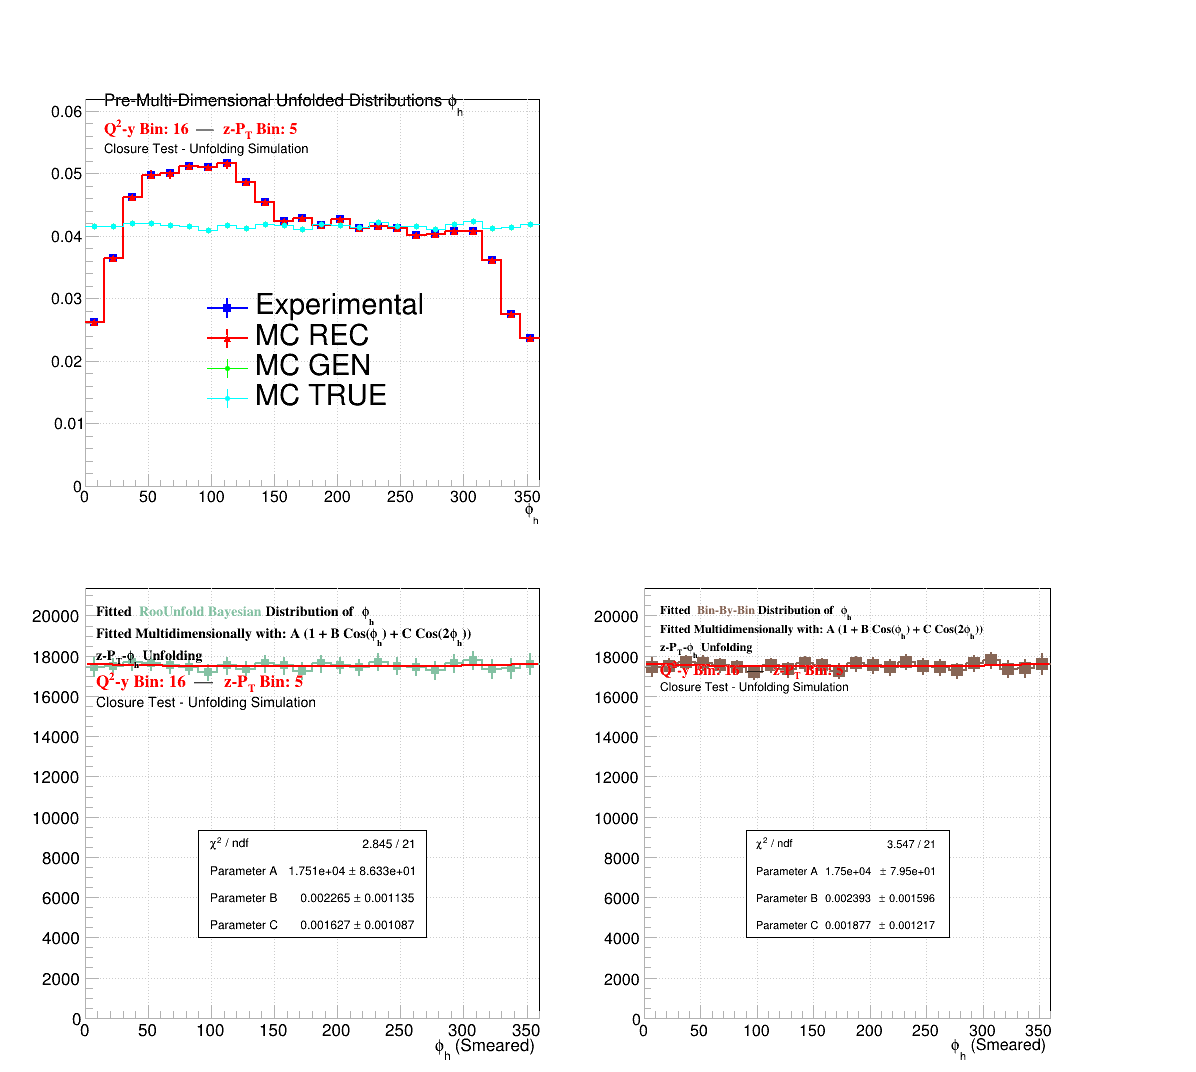 Pre-Multi-Dimensional Unfolded Distributions ϕh
Q2-y Bin: 16 — z-PT Bin: 5
Closure Test - Unfolding Simulation
0.06
0.05
0.04
0.03
0.02
0.01
0
Experimental
MC REC
MC GEN
MC TRUE
0 50 100 150 200 250 300 350
ϕh
Fitted RooUnfold Bayesian Distribution of ϕh
Fitted Multidimensionally with: A (1 + B Cos(ϕh) + C Cos(2ϕh))
z-PT-ϕh Unfolding
Q2-y Bin: 16 — z-PT Bin: 5
Closure Test - Unfolding Simulation
20000
18000
16000
14000
12000
10000
8000
6000
4000
2000
0
χ2 / ndf 2.845 / 21
Parameter A 1.751e+04 ± 8.633e+01
Parameter B 0.002265 ± 0.001135
Parameter C 0.001627 ± 0.001087
0 50 100 150 200 250 300 350
ϕh (Smeared)
Fitted Bin-By-Bin Distribution of ϕh
Fitted Multidimensionally with: A (1 + B Cos(ϕh) + C Cos(2ϕh))
z-PT-ϕh Unfolding
Q2-y Bin: 16 — z-PT Bin: 5
Closure Test - Unfolding Simulation
20000
18000
16000
14000
12000
10000
8000
6000
4000
2000
0
χ2 / ndf 3.547 / 21
Parameter A 1.75e+04 ± 7.95e+01
Parameter B 0.002393 ± 0.001596
Parameter C 0.001877 ± 0.001217
0 50 100 150 200 250 300 350
ϕh (Smeared)